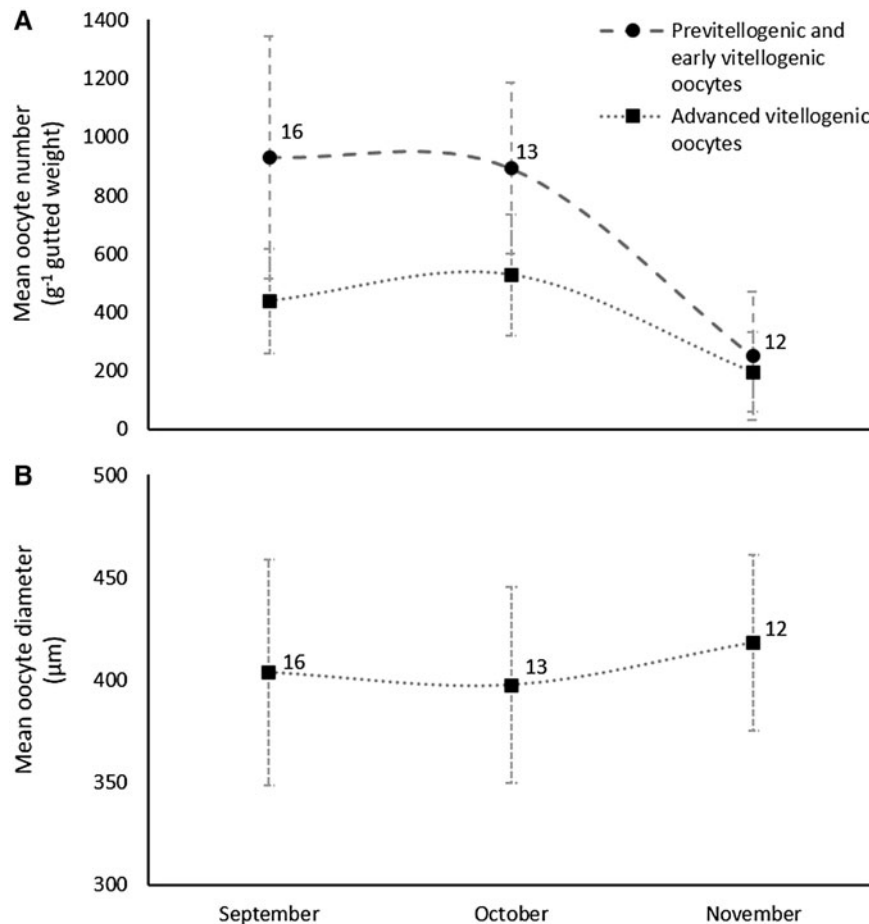 A
1400
1200
1000
800
600
400
200
0
Mean oocyte number
(g⁻¹ gutted weight)
Previtellogenic and
early vitellogenic
oocytes
Advanced vitellogenic
oocytes
16
13
12
B
500
450
400
350
300
Mean oocyte diameter
(µm)
16
13
12
September October November